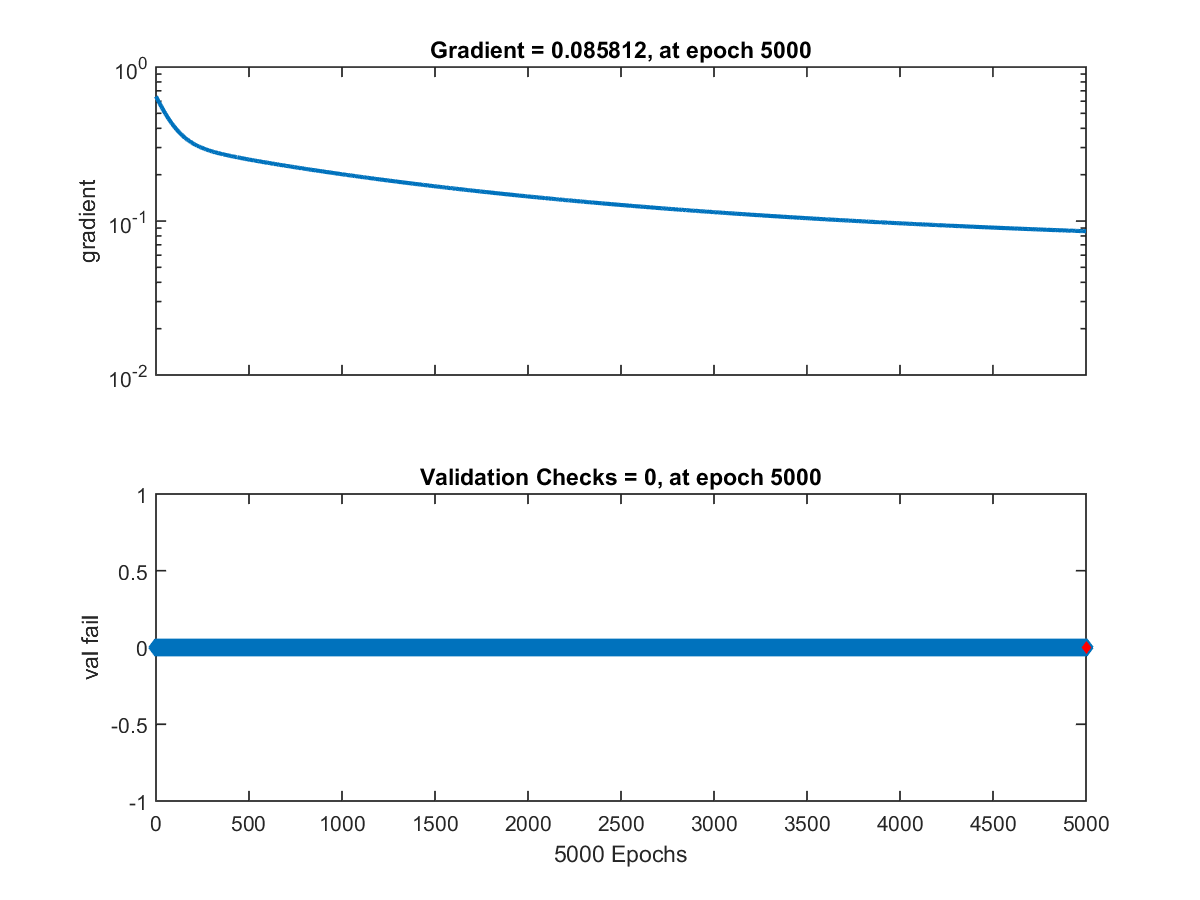 Gradient = 0.085812, at epoch 5000
10^0
gradient
10^-1
10^-2
Validation Checks = 0, at epoch 5000
1
0.5
val fail
0
-0.5
-1
0 500 1000 1500 2000 2500 3000 3500 4000 4500 5000
5000 Epochs